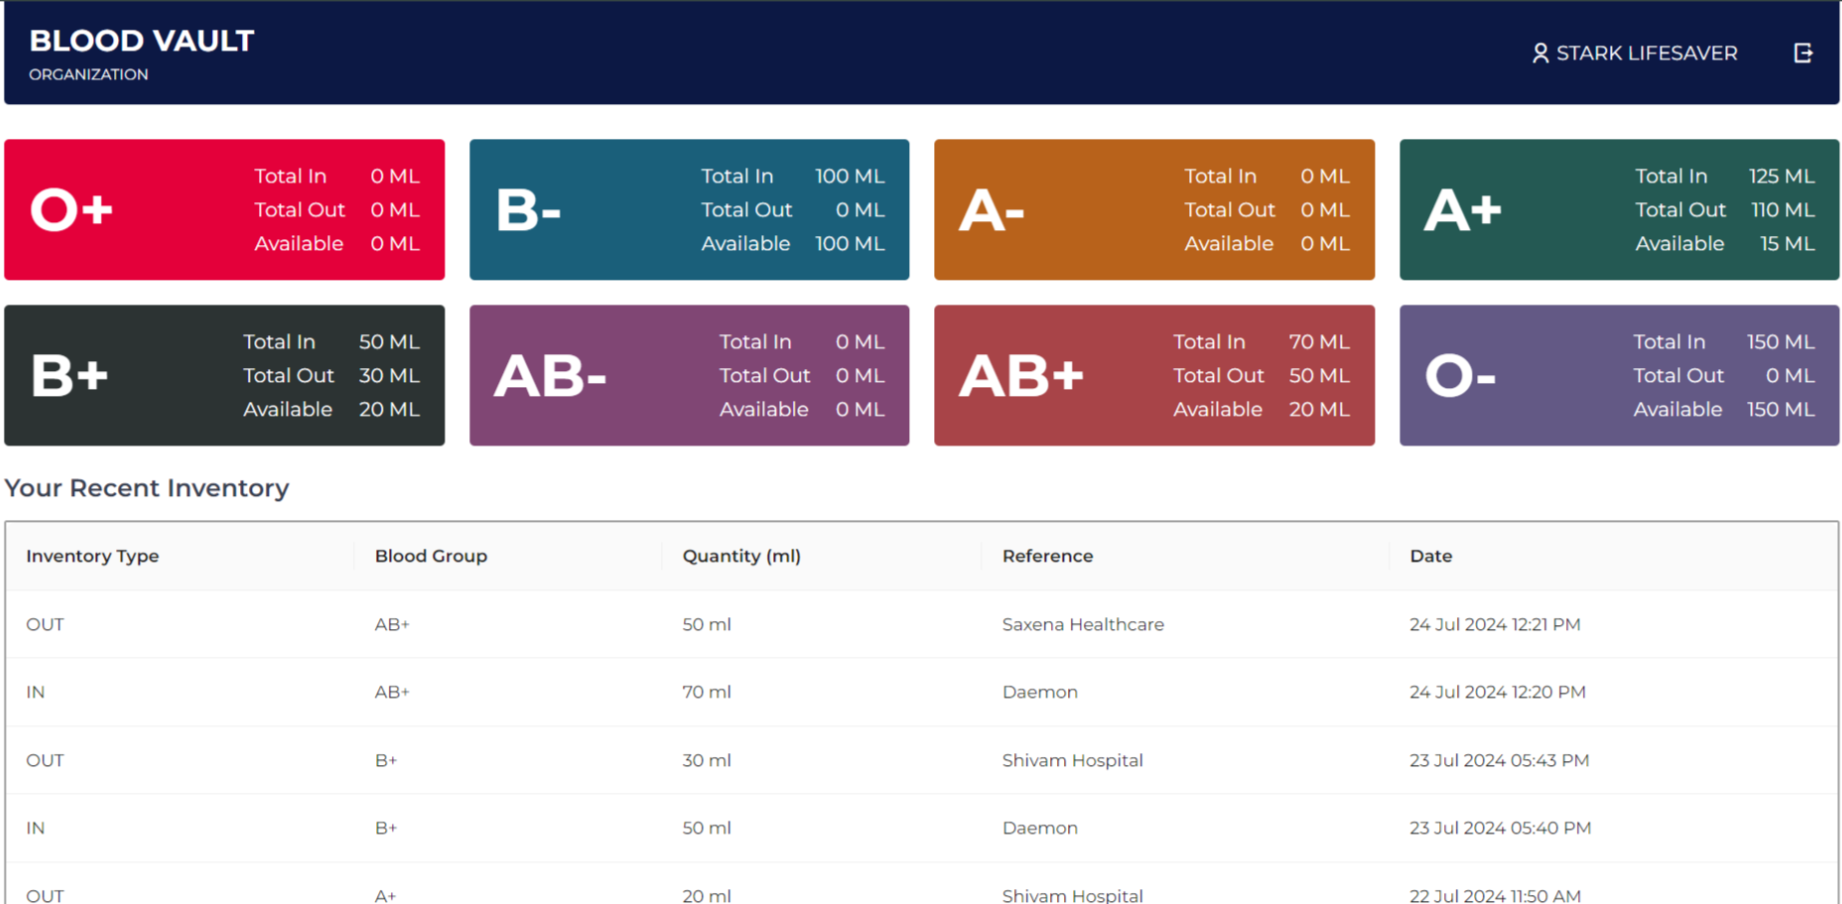 BLOOD VAULT
ORGANIZATION
STARK LIFESAVER
O+
Total In 0 ML
Total Out 0 ML
Available 0 ML
B-
Total In 100 ML
Total Out 0 ML
Available 100 ML
A-
Total In 0 ML
Total Out 0 ML
Available 0 ML
A+
Total In 125 ML
Total Out 110 ML
Available 15 ML
B+
Total In 50 ML
Total Out 30 ML
Available 20 ML
AB-
Total In 0 ML
Total Out 0 ML
Available 0 ML
AB+
Total In 70 ML
Total Out 50 ML
Available 20 ML
O-
Total In 150 ML
Total Out 0 ML
Available 150 ML
Your Recent Inventory
Inventory Type Blood Group Quantity (ml) Reference Date
OUT AB+ 50 ml Saxena Healthcare 24 Jul 2024 12:21 PM
IN AB+ 70 ml Daemon 24 Jul 2024 12:20 PM
OUT B+ 30 ml Shivam Hospital 23 Jul 2024 05:43 PM
IN B+ 50 ml Daemon 23 Jul 2024 05:40 PM
OUT A+ 20 ml Shivam Hospital 22 Jul 2024 11:50 AM